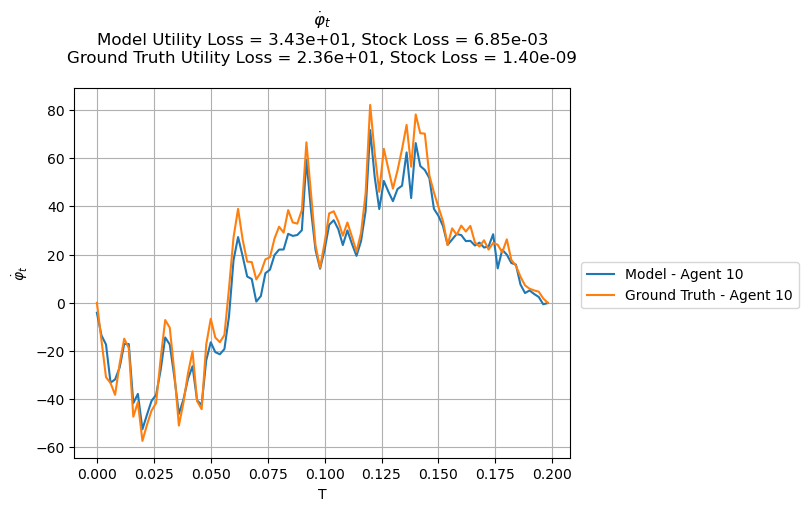 φ̇ₜ
Model Utility Loss = 3.43e+01, Stock Loss = 6.85e-03
Ground Truth Utility Loss = 2.36e+01, Stock Loss = 1.40e-09
80
60
40
20
0
−20
−40
−60
φ̇ₜ
0.000 0.025 0.050 0.075 0.100 0.125 0.150 0.175 0.200
T
Model - Agent 10
Ground Truth - Agent 10